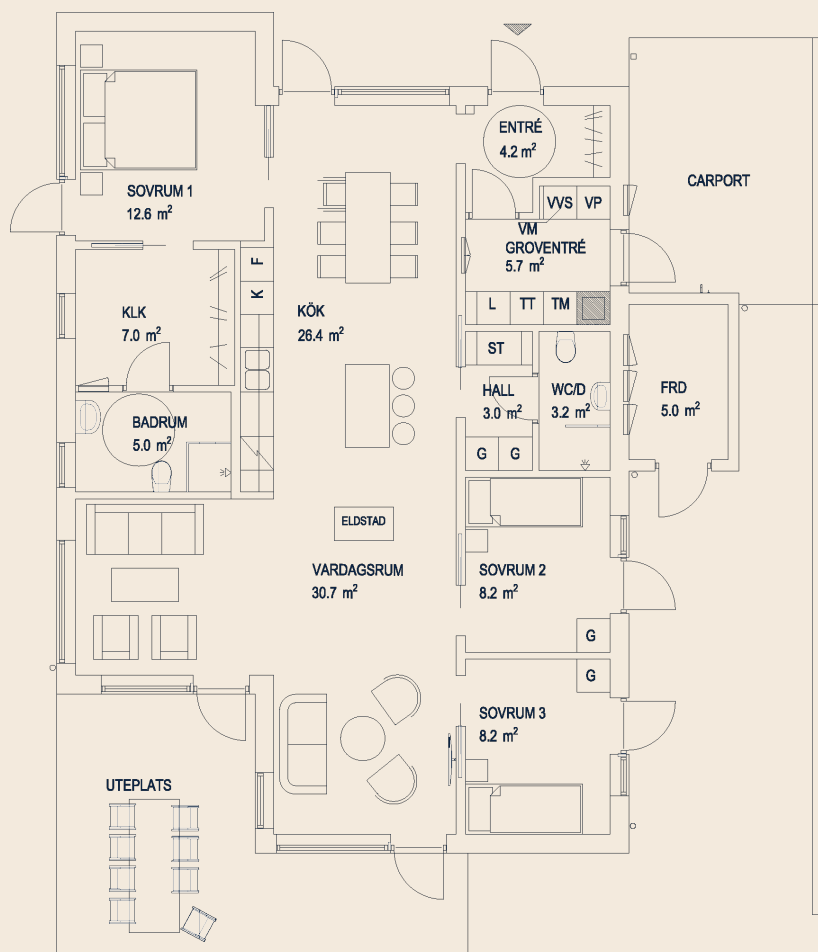 ENTRÉ
4.2 m²
CARPORT
SOVRUM 1
12.6 m²
VVS VP
VM
GROVENTRÉ
5.7 m²
F
K
L TT TM
KLK
7.0 m²
KÖK
26.4 m²
ST
HALL
3.0 m²
WC/D
3.2 m²
FRD
5.0 m²
BADRUM
5.0 m²
G G
ELDSTAD
VARDAGSRUM
30.7 m²
SOVRUM 2
8.2 m²
G
G
SOVRUM 3
8.2 m²
UTEPLATS